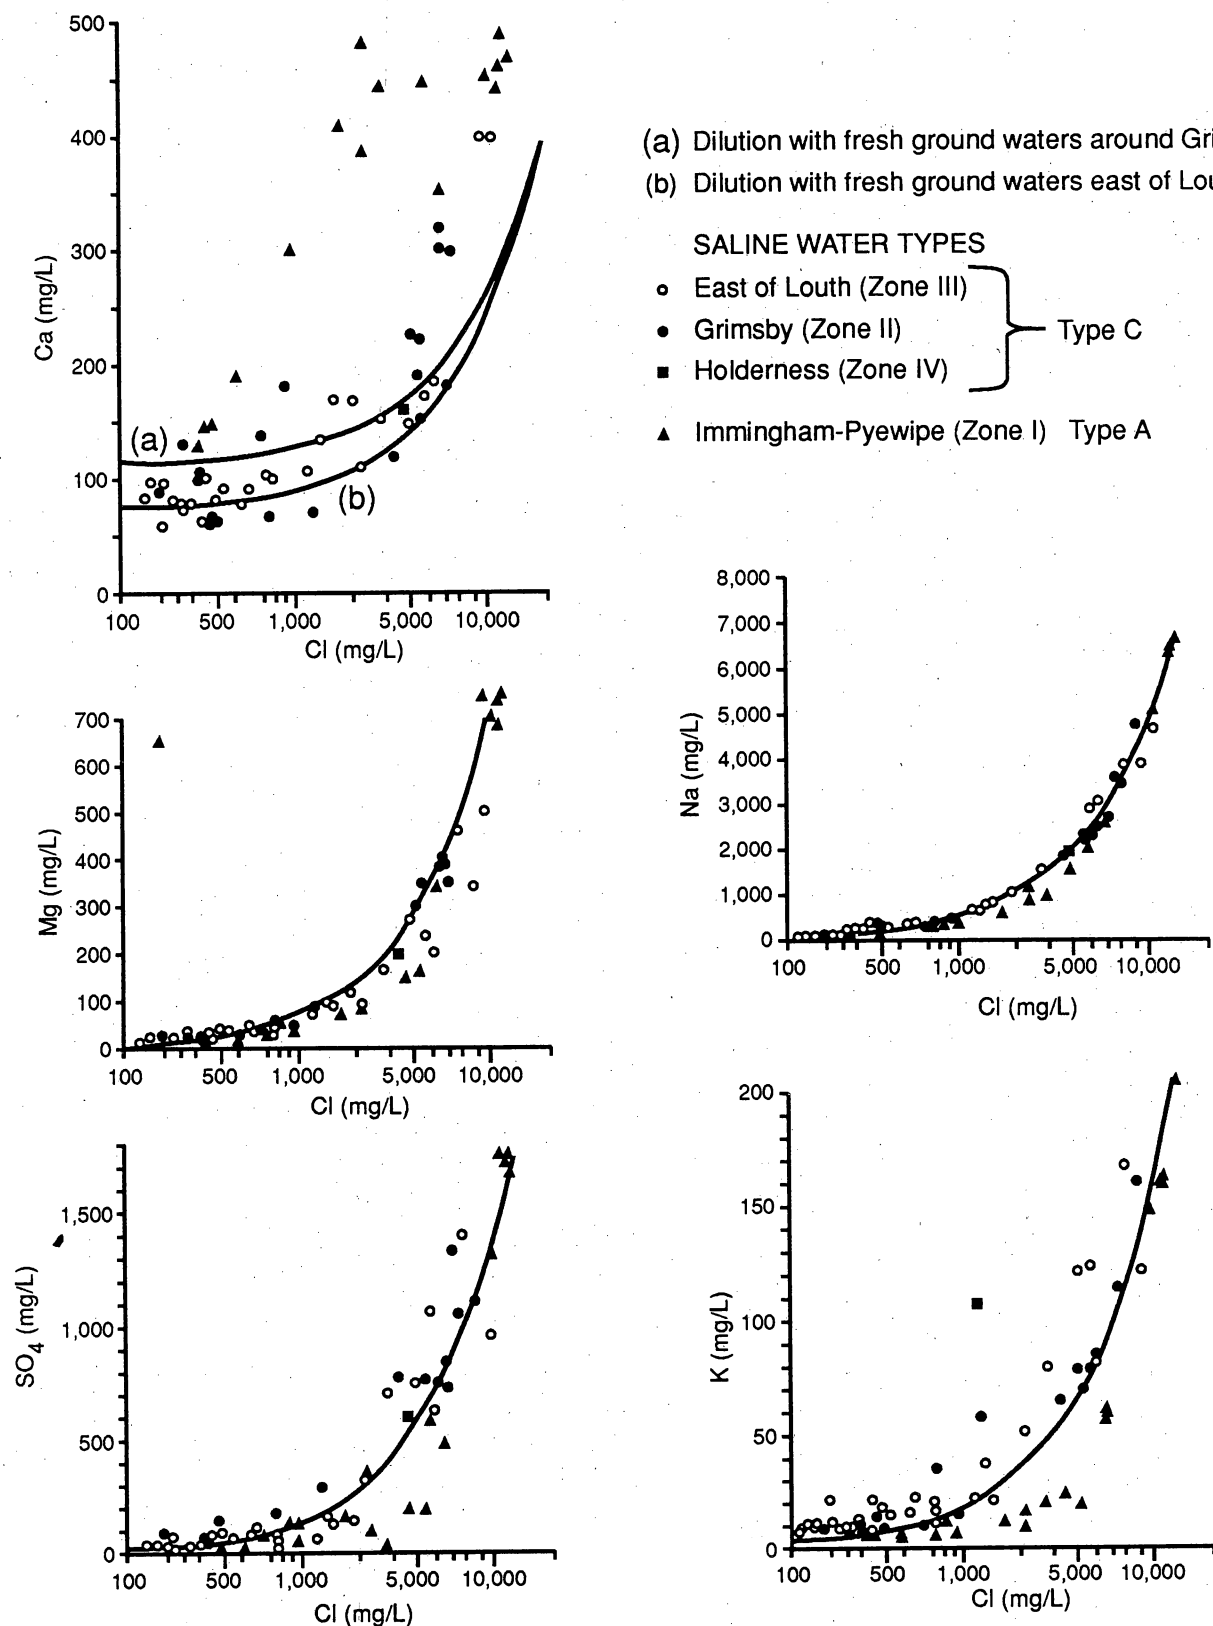 500
400
300
200
100
0
Ca (mg/L)
(a)
(b)
100 500 1,000 5,000 10,000
Cl (mg/L)
(a) Dilution with fresh ground waters around
(b) Dilution with fresh ground waters east of
SALINE WATER TYPES
East of Louth (Zone III)
Grimsby (Zone II)
Holderness (Zone IV)
Type C
Immingham-Pyewipe (Zone I) Type A
700
600
500
400
300
200
100
0
Mg (mg/L)
100 500 1,000 5,000 10,000
Cl (mg/L)
8,000
7,000
6,000
5,000
4,000
3,000
2,000
1,000
0
Na (mg/L)
100 500 1,000 5,000 10,000
Cl (mg/L)
1,500
1,000
500
0
SO4 (mg/L)
100 500 1,000 5,000 10,000
Cl (mg/L)
200
150
100
50
0
K (mg/L)
100 500 1,000 5,000 10,000
Cl (mg/L)